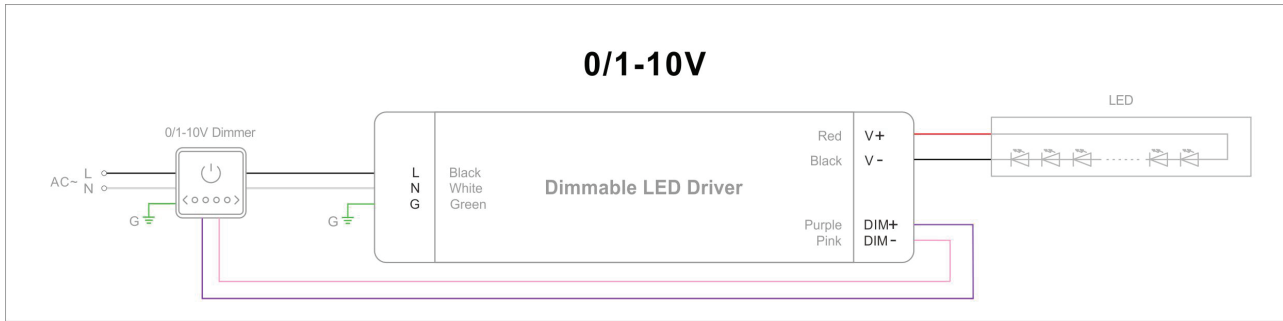 0/1-10V
LED
0/1-10V Dimmer
Red V+
Black V-
AC~ L
N
L Black
N White
G Green
Dimmable LED Driver
G
G
Purple DIM+
Pink DIM-